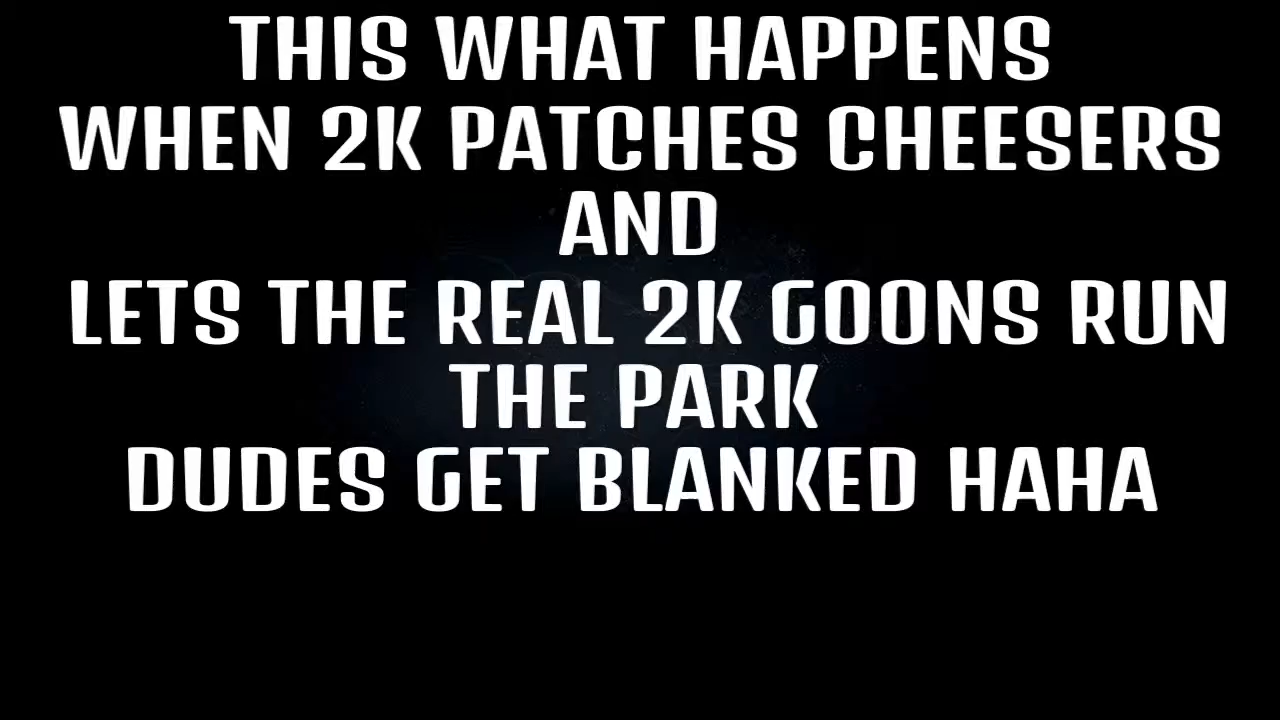 THIS WHAT HAPPENS
WHEN 2K PATCHES CHEESERS
AND
LETS THE REAL 2K GOONS RUN
THE PARK
DUDES GET BLANKED HAHA